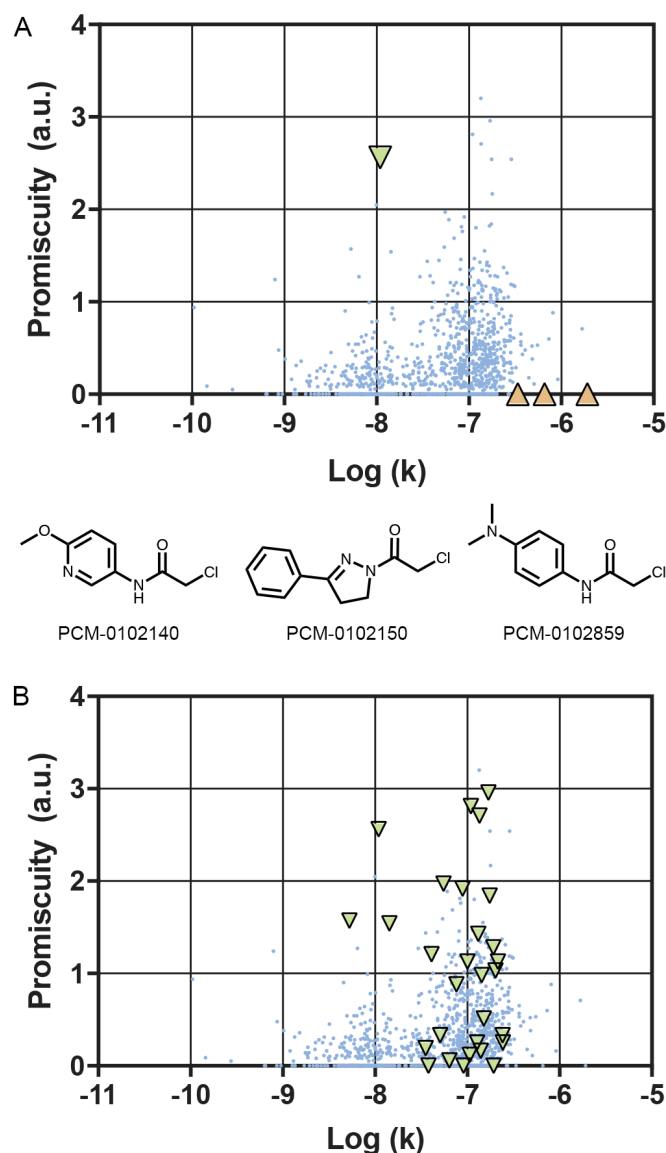 A
Promiscuity (a.u.)
4
3
2
1
0
-11 -10 -9 -8 -7 -6 -5
Log (k)
O N O N H Cl
N N O Cl
N O N H Cl
PCM-0102140 PCM-0102150 PCM-0102859
B
Promiscuity (a.u.)
4
3
2
1
0
-11 -10 -9 -8 -7 -6 -5
Log (k)